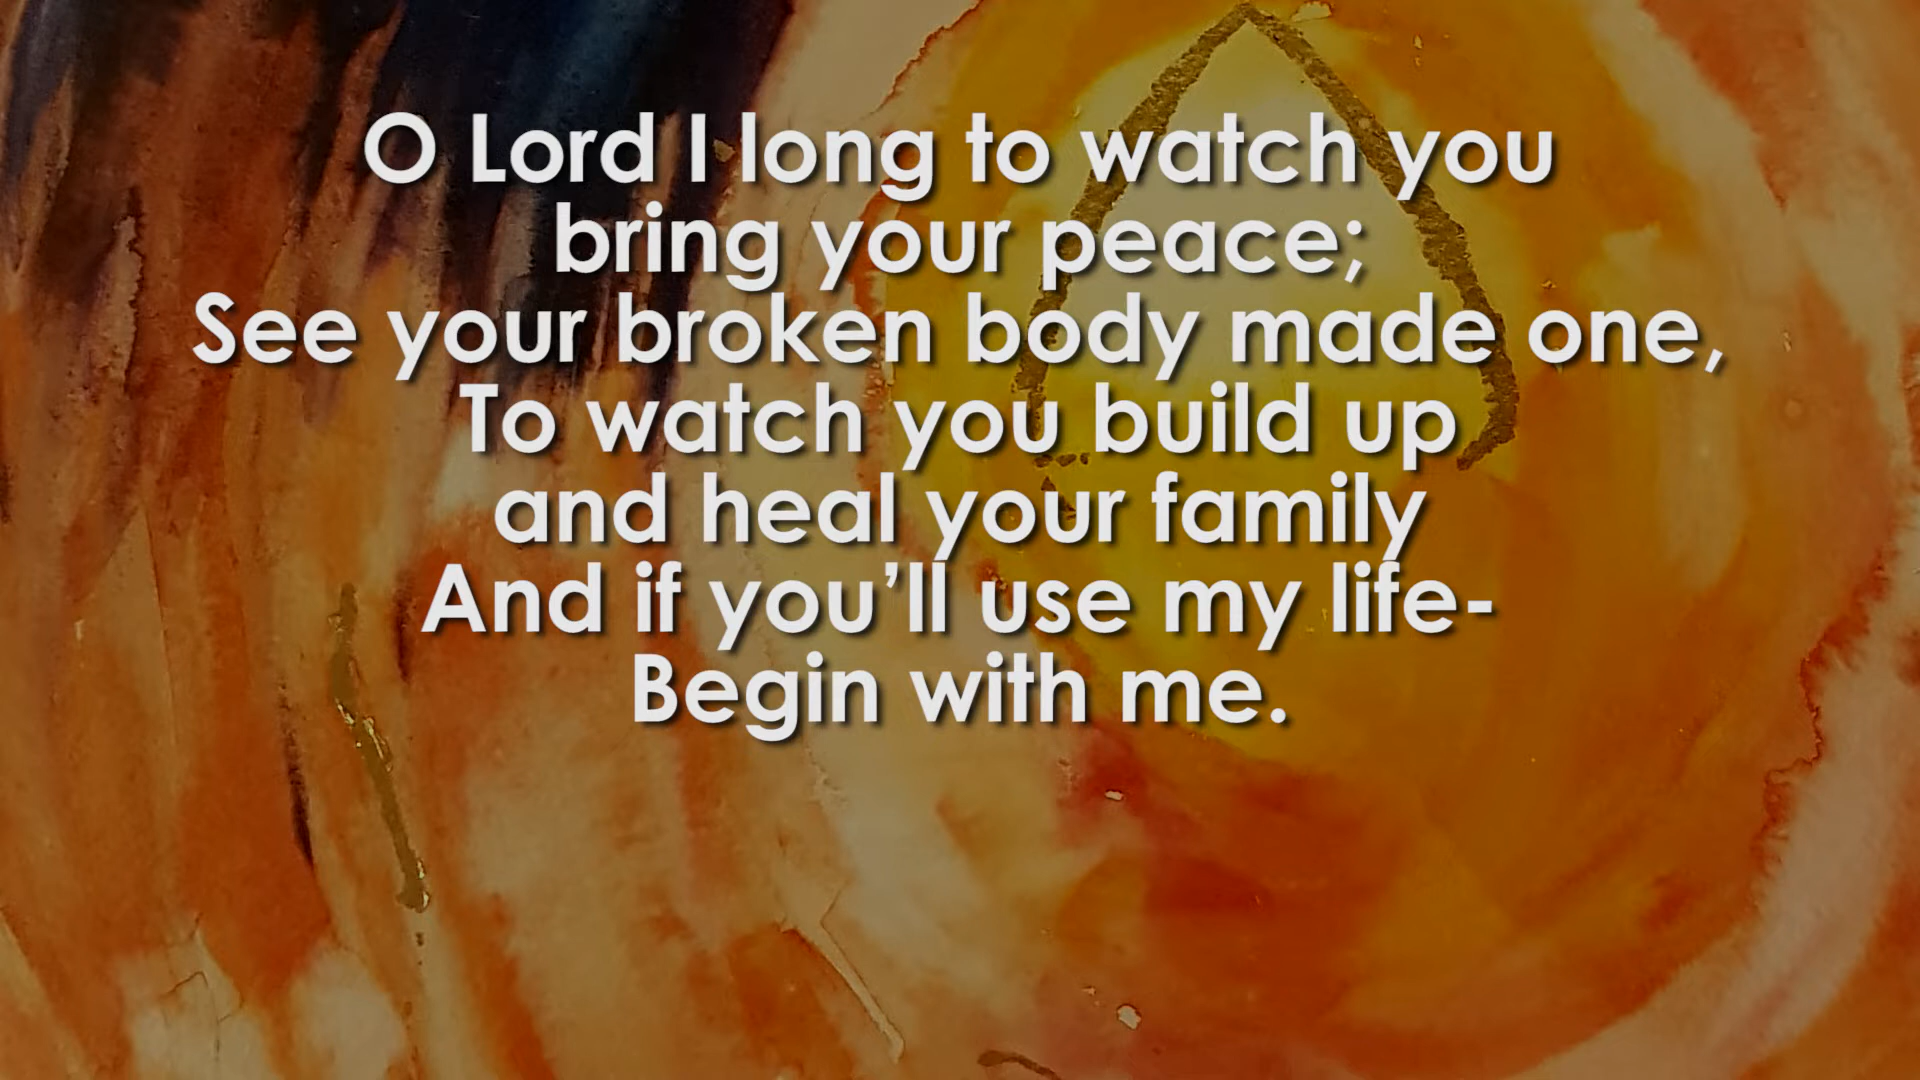 O Lord I long to watch you
bring your peace;
See your broken body made one,
To watch you build up
and heal your family
And if you’ll use my life-
Begin with me.